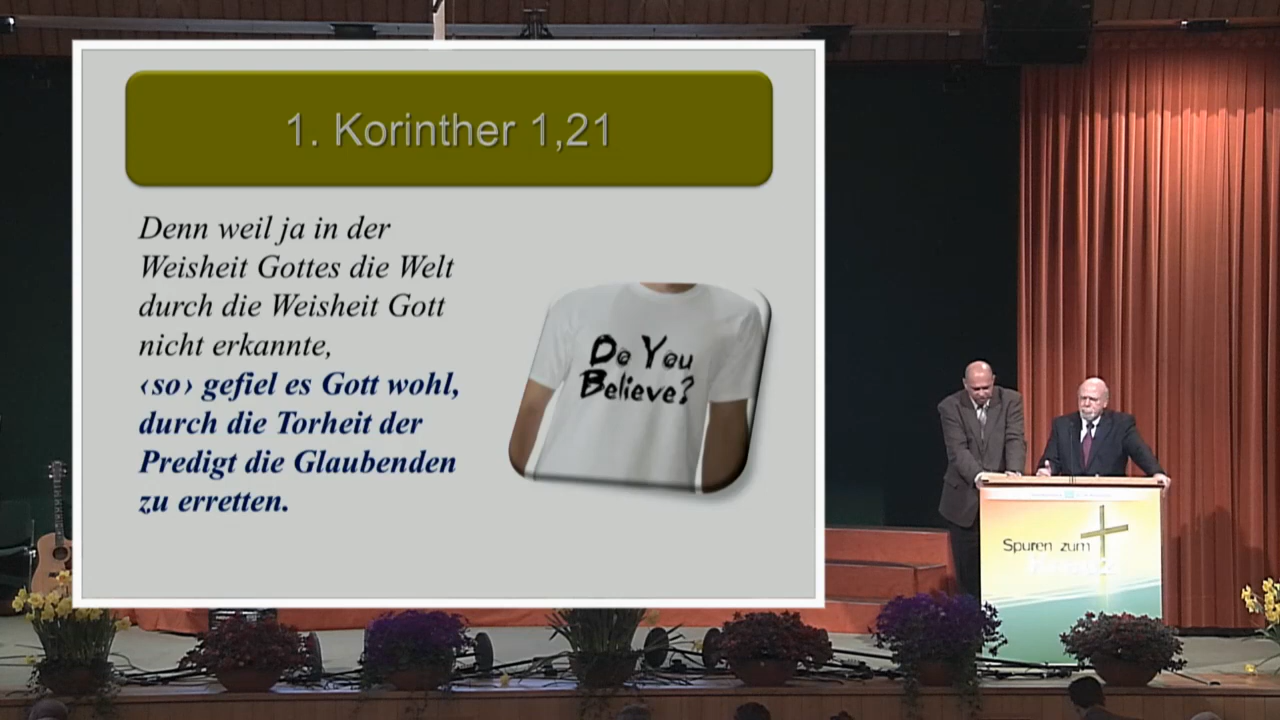 1. Korinther 1,21
Denn weil ja in der
Weisheit Gottes die Welt
durch die Weisheit Gott
nicht erkannte,
‹so› gefiel es Gott wohl,
durch die Torheit der
Predigt die Glaubenden
zu erretten.
Do You
Believe?
Spuren zum